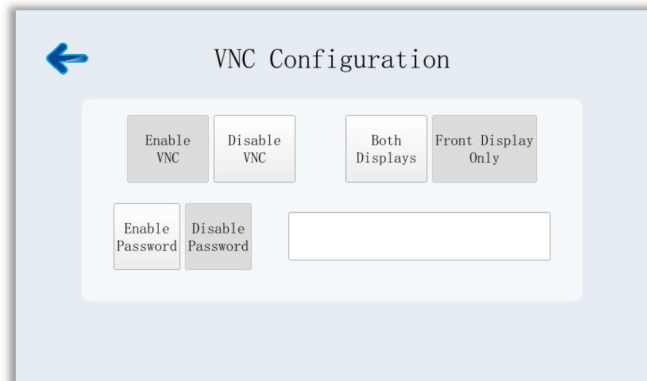 VNC Configuration
Enable
VNC
Disable
VNC
Both
Displays
Front Display
Only
Enable
Password
Disable
Password